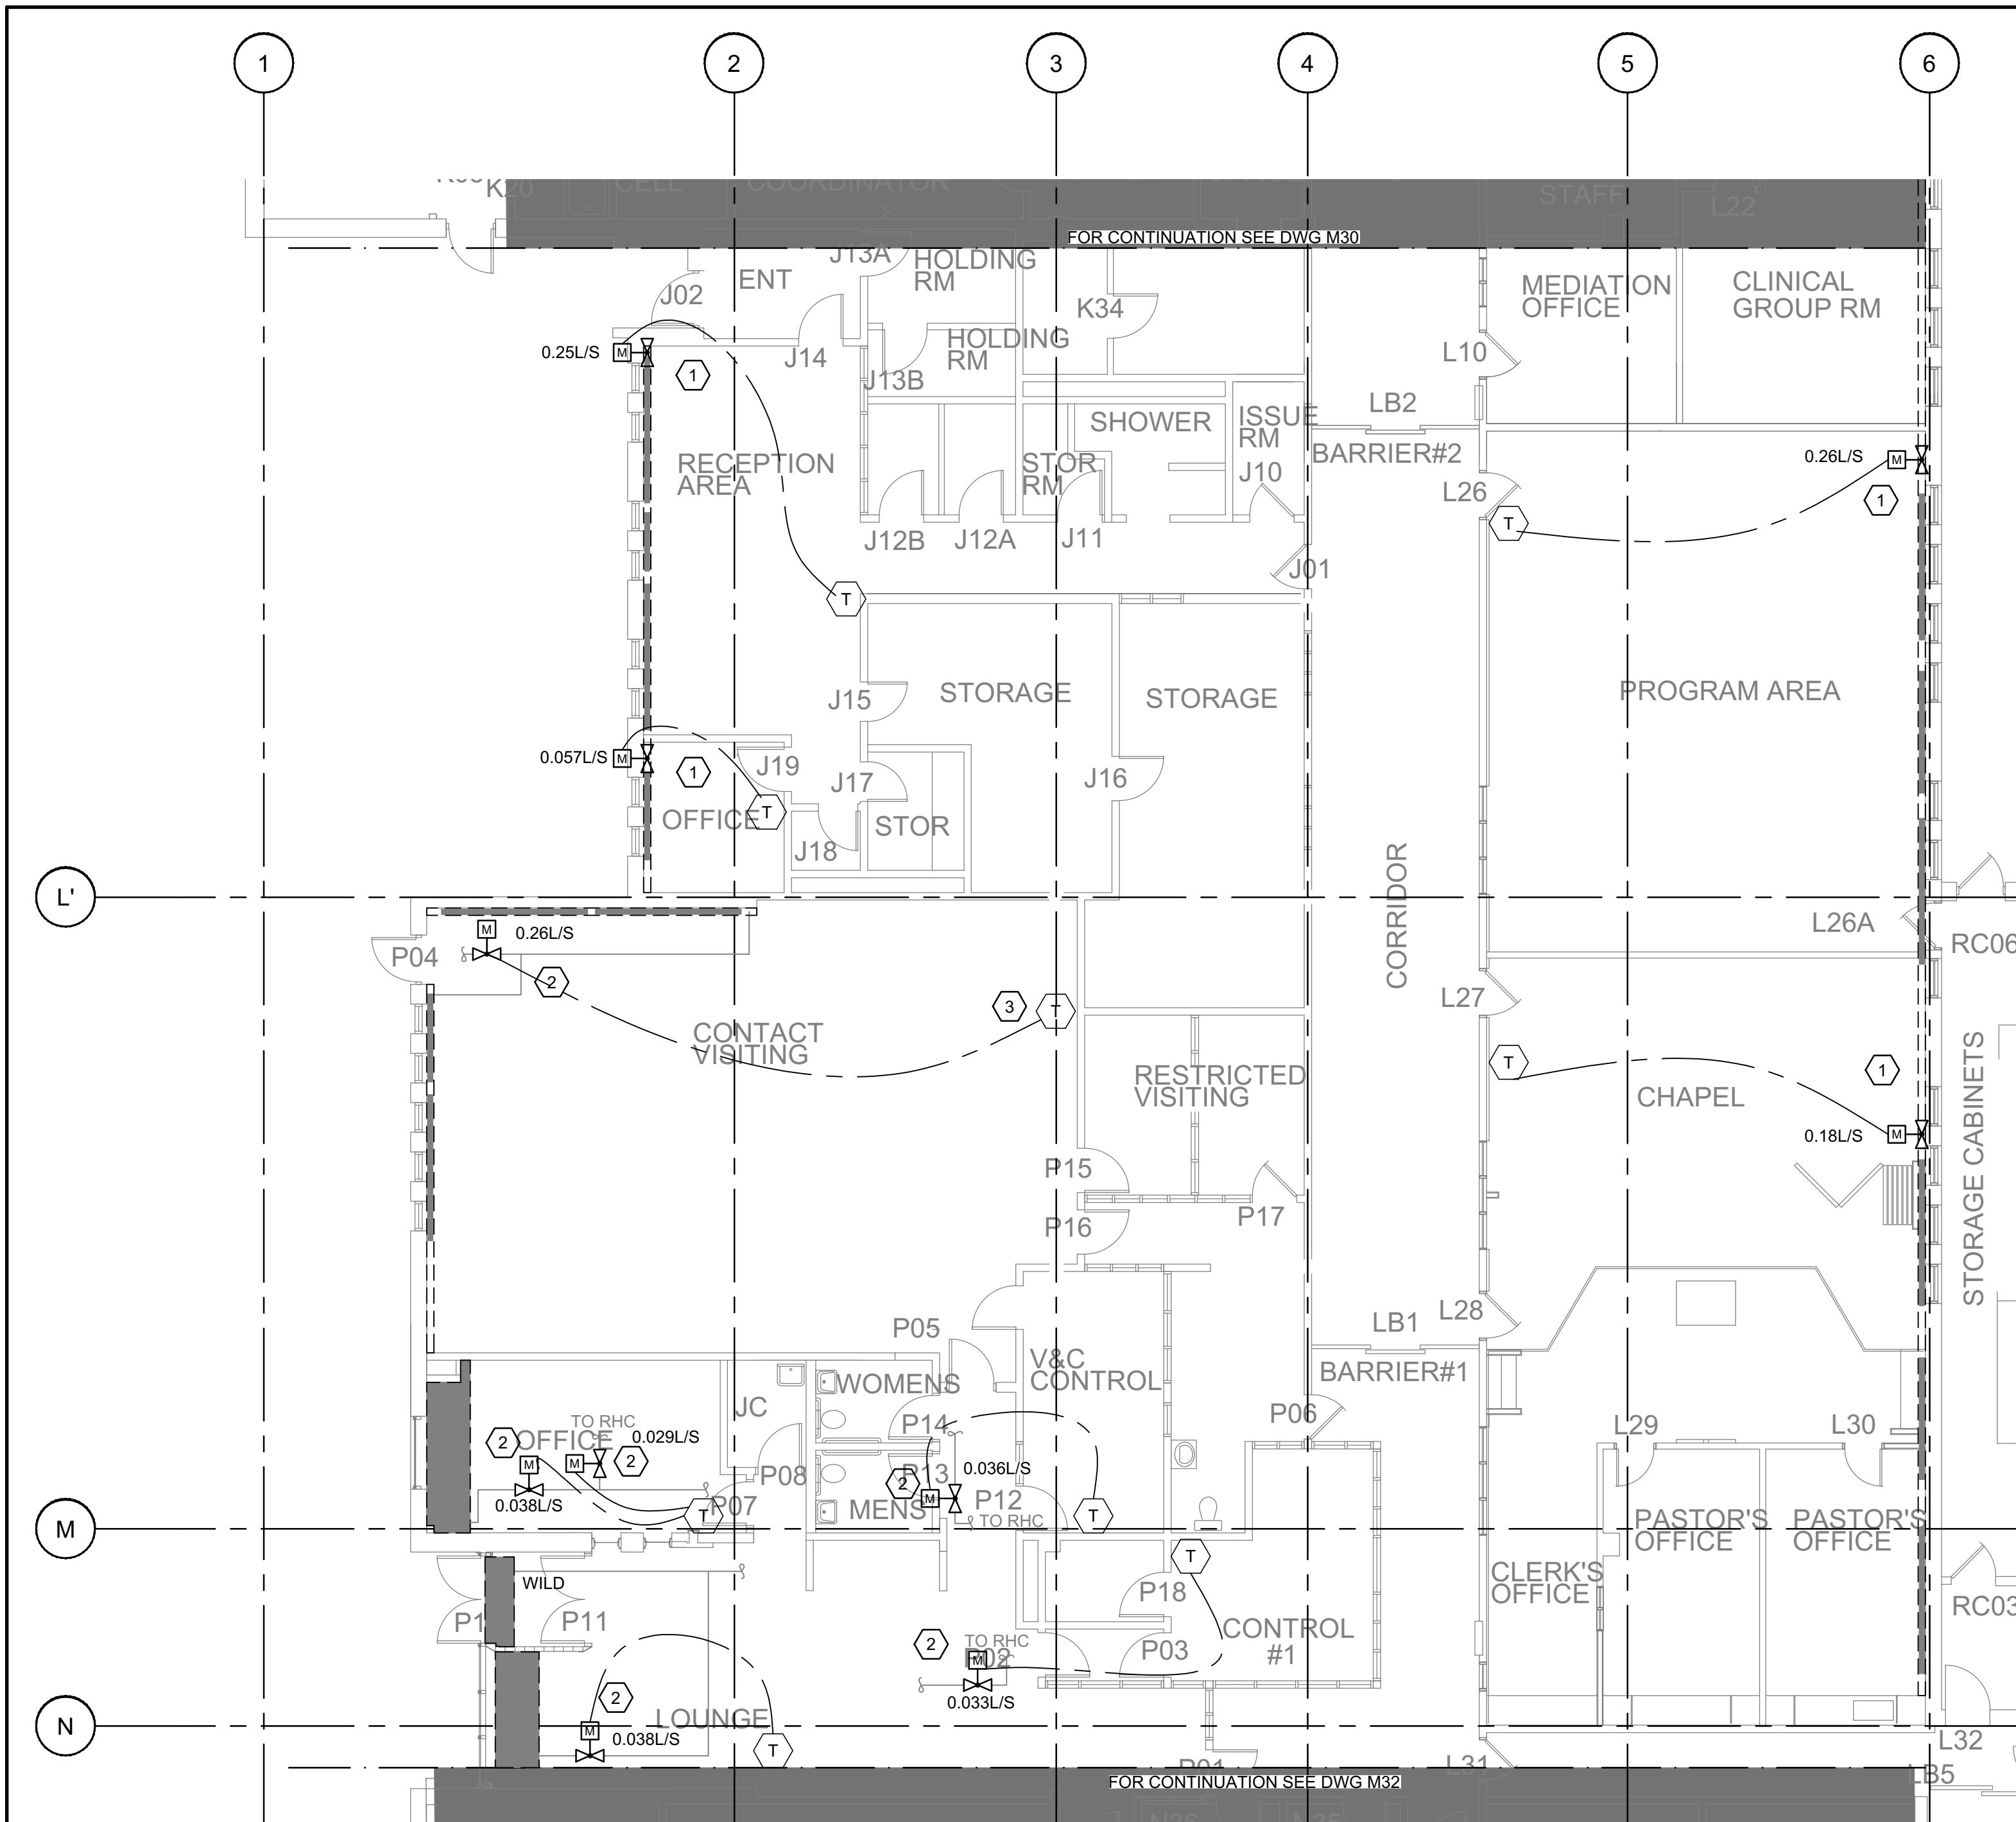 1
2
3
4
5
6
K20
CELL
COORDINATOR
STAFF
L22
FOR CONTINUATION SEE DWG M30
J13A
HOLDING
RM
ENT
J02
K34
MEDIATION
OFFICE
CLINICAL
GROUP RM
0.25L/S
M
1
J14
HOLDING
RM
J13B
L10
LB2
SHOWER
ISSUE
RM
BARRIER#2
RECEPTION
AREA
STOR
RM
J10
0.26L/S
M
1
L26
T
J12B
J12A
J11
J01
T
J15
STORAGE
STORAGE
PROGRAM AREA
0.057L/S
M
1
J19
J17
J16
OFFICE
T
STOR
J18
CORRIDOR
L'
M
0.26L/S
P04
2
L26A
RC06
3
T
L27
CONTACT
VISITING
RESTRICTED
VISITING
T
1
CHAPEL
0.18L/S
M
STORAGE CABINETS
P15
P16
P17
P05
LB1
L28
V&C
CONTROL
BARRIER#1
WOMENS
JC
P14
P06
L29
L30
TO RHC
2
OFFICE
0.029L/S
M
M
2
0.038L/S
P08
P13
2
0.036L/S
M
P12
MENS
TO RHC
T
P07
T
M
PASTOR'S
OFFICE
PASTOR'S
OFFICE
T
WILD
CLERK'S
OFFICE
P18
P1
P11
RC03
2
TO RHC
P02
M
P03
CONTROL
#1
0.033L/S
2
N
M
LOUNGE
0.038L/S
T
L32
P01
L31
LB5
FOR CONTINUATION SEE DWG M32
N36
N35